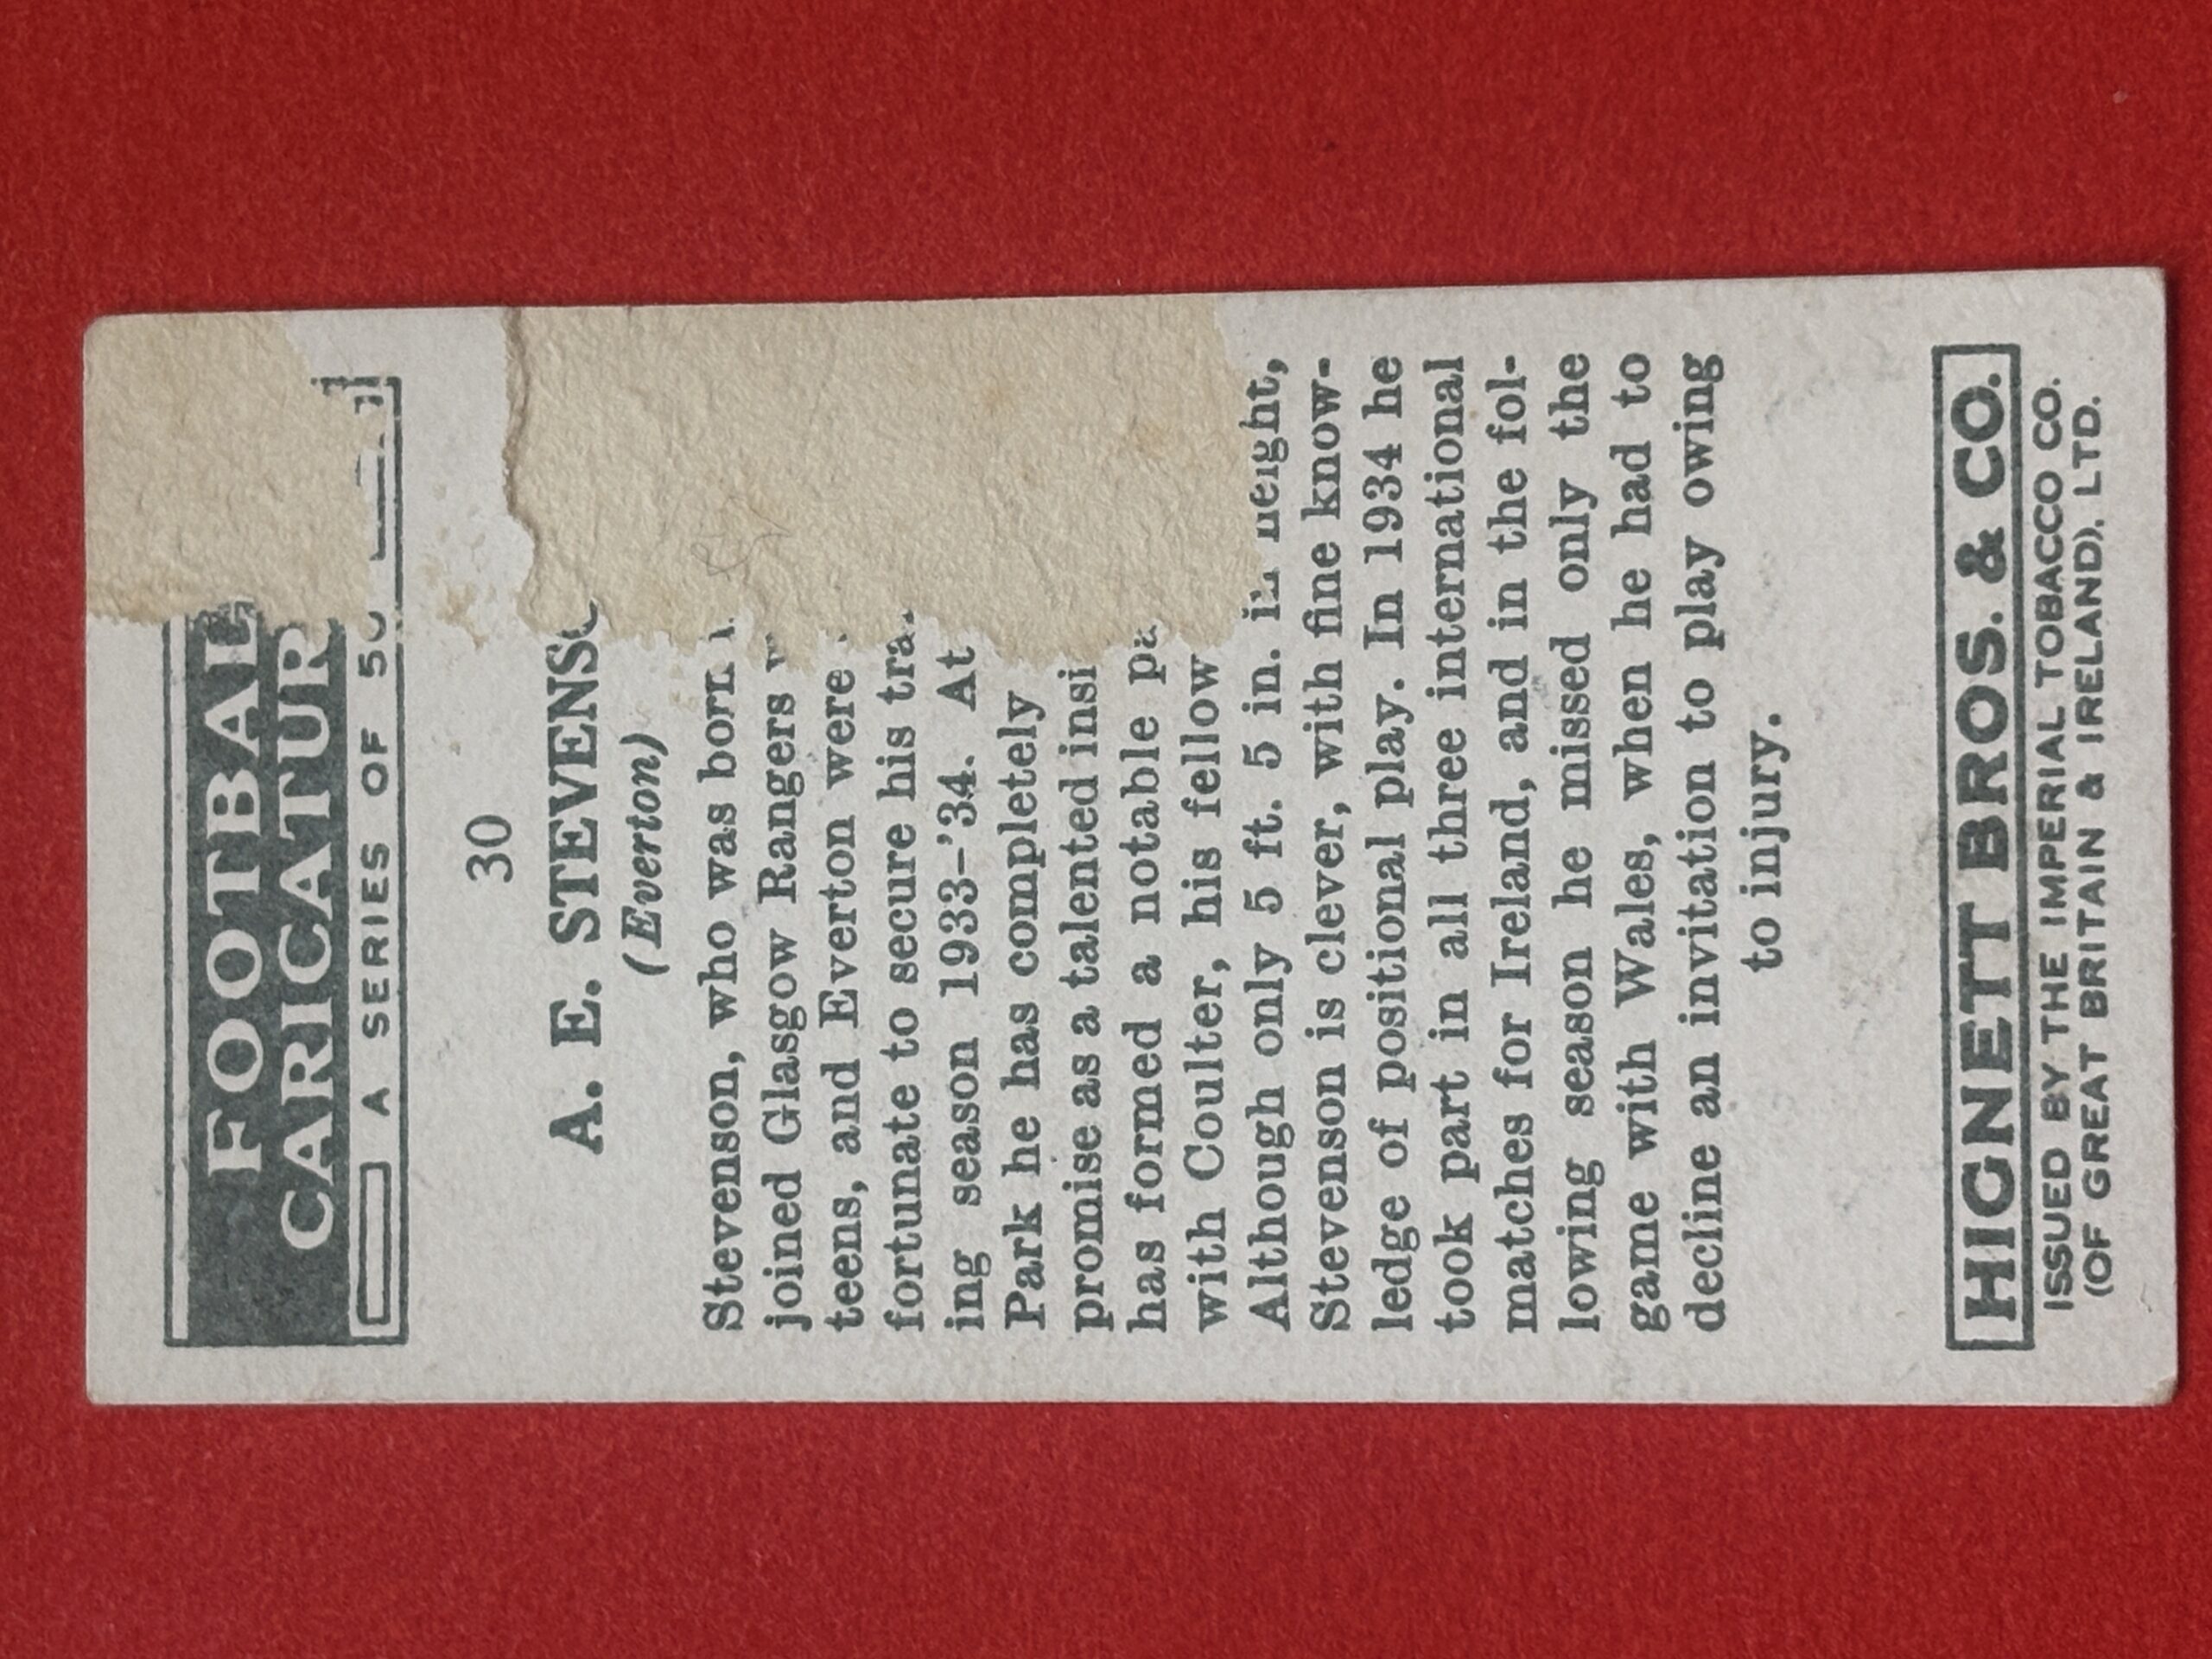 FOOTBAL
CARICATUR
A SERIES OF 50
30
A. E. STEVENSO
(Everton)
Stevenson, who was born
joined Glasgow Rangers
teens, and Everton were
fortunate to secure his
ing season 1933-'34. At
Park he has completely
promise as a talented
has formed a notable
with Coulter, his fellow
Although only 5 ft. 5 in. in height,
Stevenson is clever, with fine know-
ledge of positional play. In 1934 he
took part in all three international
matches for Ireland, and in the fol-
lowing season he missed only the
game with Wales, when he had to
decline an invitation to play owing
to injury.
HIGNETT BROS. & CO.
ISSUED BY THE IMPERIAL TOBACCO CO.
(OF GREAT BRITAIN & IRELAND), LTD.